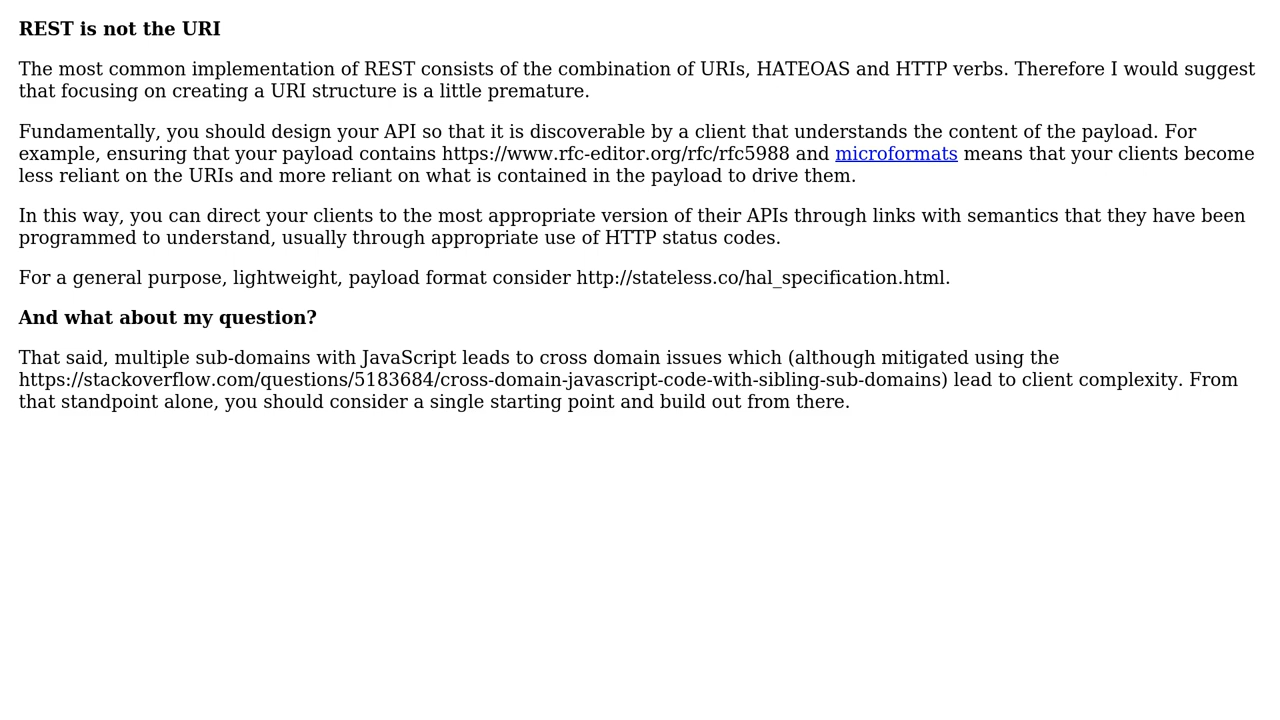 REST is not the URI
The most common implementation of REST consists of the combination of URIs, HATEOAS and HTTP verbs. Therefore I would suggest
that focusing on creating a URI structure is a little premature.
Fundamentally, you should design your API so that it is discoverable by a client that understands the content of the payload. For
example, ensuring that your payload contains https://www.rfc-editor.org/rfc/rfc5988 and microformats means that your clients become
less reliant on the URIs and more reliant on what is contained in the payload to drive them.
In this way, you can direct your clients to the most appropriate version of their APIs through links with semantics that they have been
programmed to understand, usually through appropriate use of HTTP status codes.
For a general purpose, lightweight, payload format consider http://stateless.co/hal_specification.html.
And what about my question?
That said, multiple sub-domains with JavaScript leads to cross domain issues which (although mitigated using the
https://stackoverflow.com/questions/5183684/cross-domain-javascript-code-with-sibling-sub-domains) lead to client complexity. From
that standpoint alone, you should consider a single starting point and build out from there.